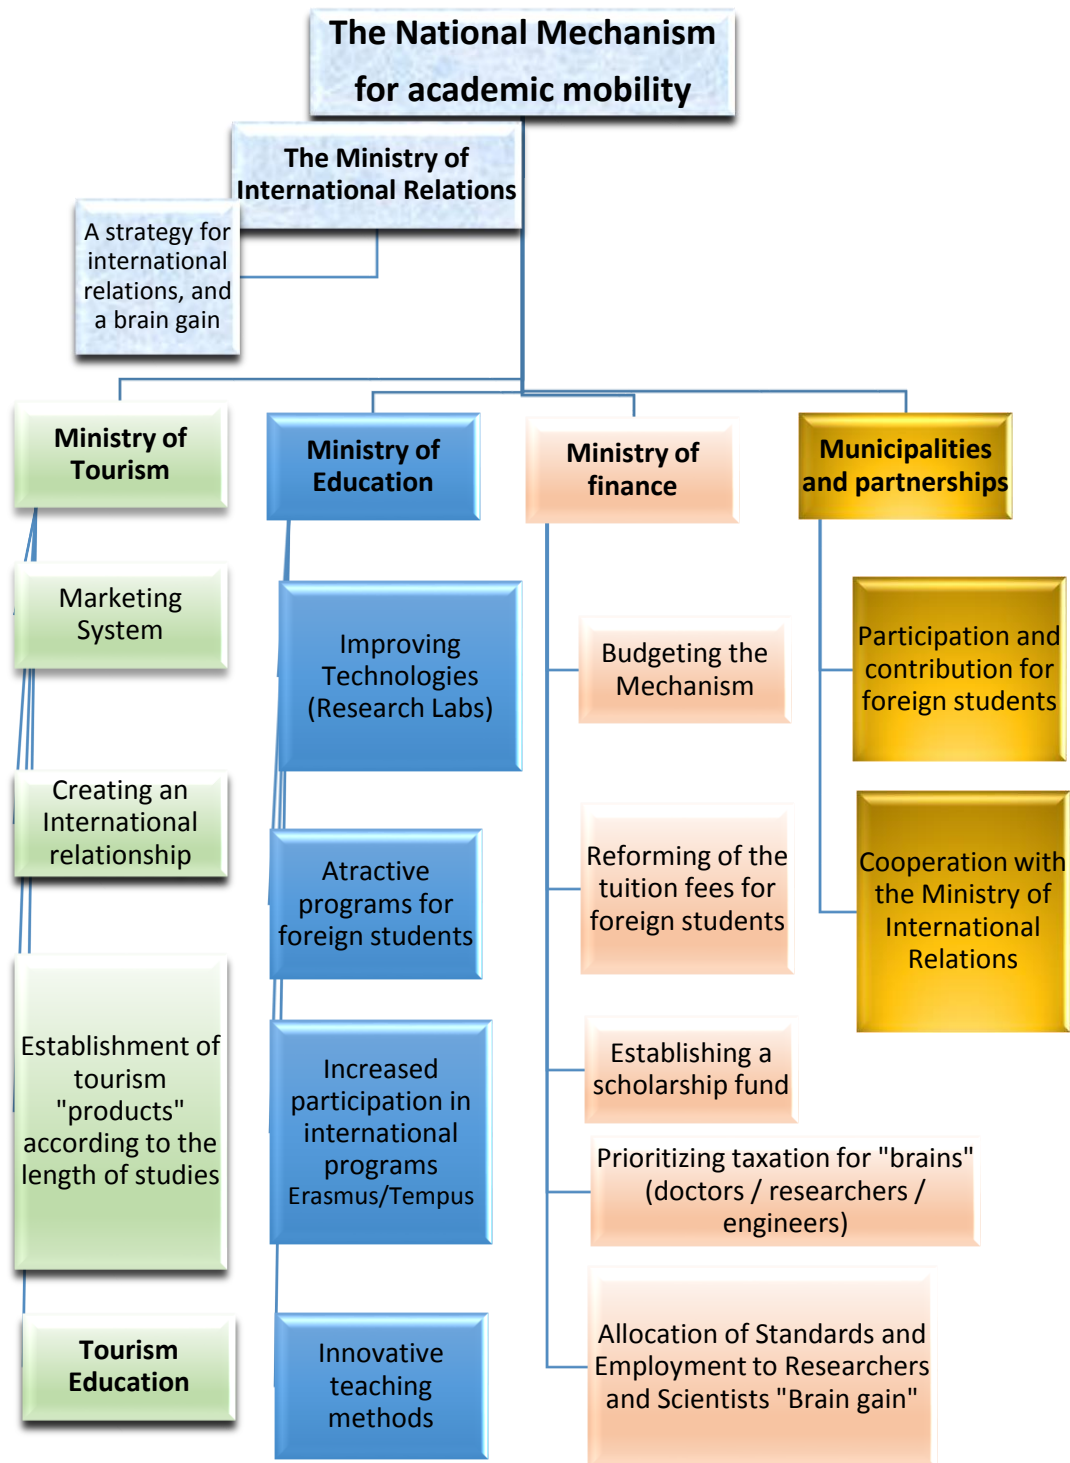 The National Mechanism
for academic mobility
The Ministry of
International Relations
A strategy for
international
relations, and
a brain gain
Ministry of
Tourism
Marketing
System
Creating an
International
relationship
Establishment of
tourism
"products"
according to the
length of studies
Tourism
Education
Ministry of
Education
Improving
Technologies
(Research Labs)
Atractive
programs for
foreign students
Increased
participation in
international
programs
Erasmus/Tempus
Innovative
teaching
methods
Ministry of
finance
Budgeting the
Mechanism
Reforming of the
tuition fees for
foreign students
Establishing a
scholarship fund
Prioritizing taxation for "brains"
(doctors / researchers /
engineers)
Allocation of Standards and
Employment to Researchers
and Scientists "Brain gain"
Municipalities
and partnerships
Participation and
contribution for
foreign students
Cooperation with
the Ministry of
International
Relations